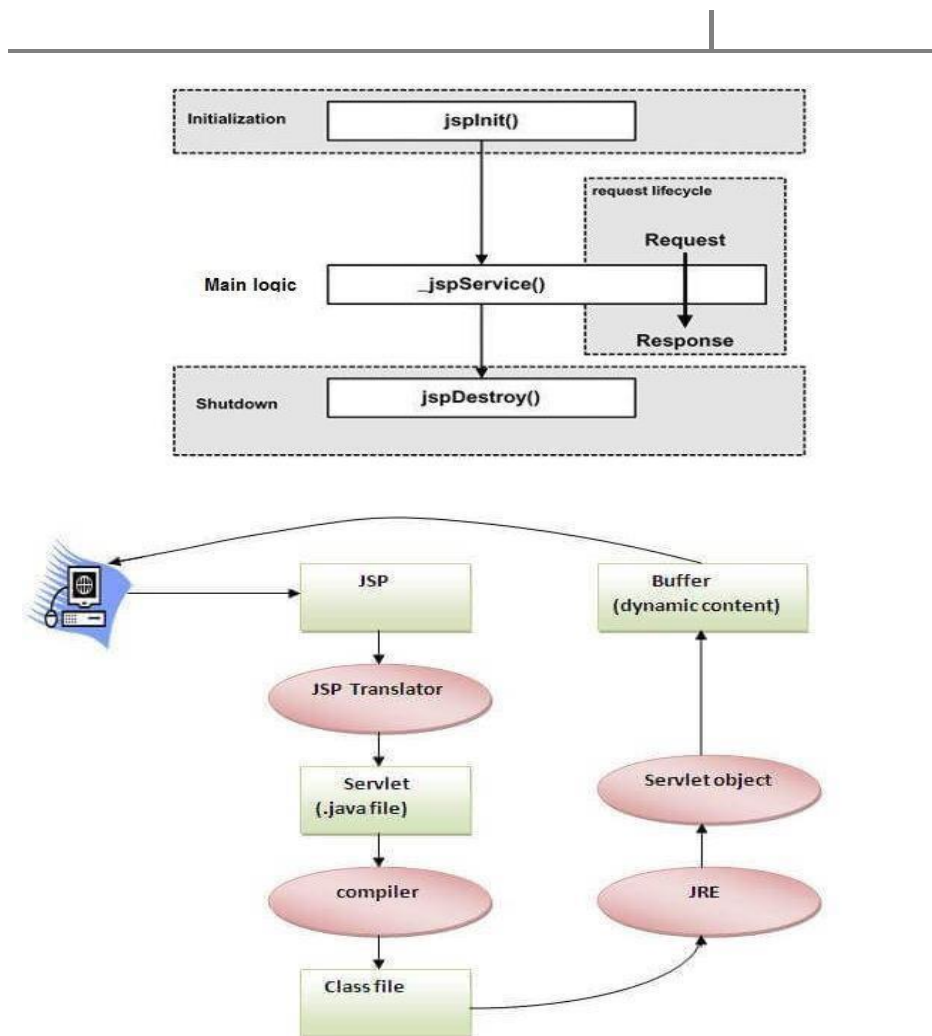 Initialization
jspInit()
request lifecycle
Request
Main logic
_jspService()
Response
Shutdown
jspDestroy()
JSP
Buffer
(dynamic content)
JSP Translator
Servlet
(.java file)
Servlet object
compiler
JRE
Class file